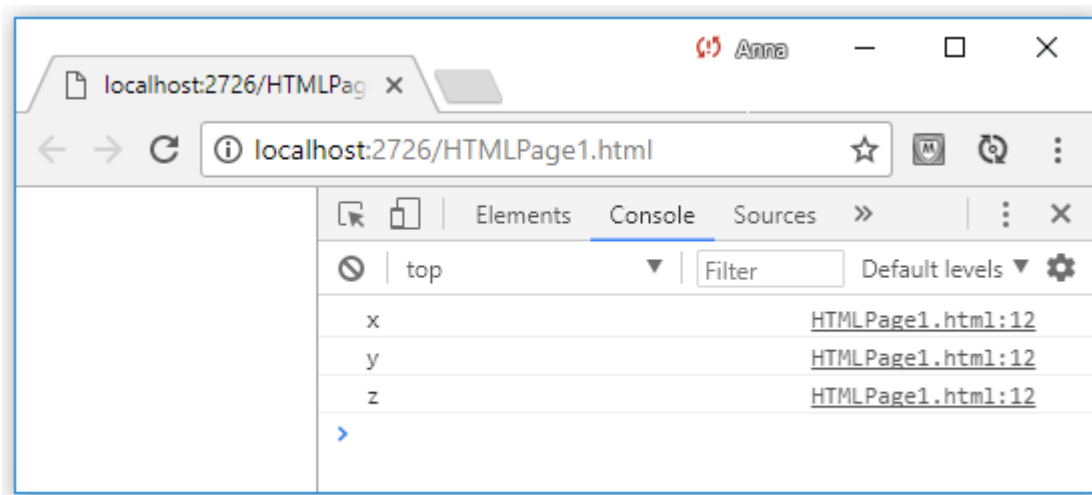 Anna
localhost:2726/HTMLPag
localhost:2726/HTMLPage1.html
Elements Console Sources »
top Filter Default levels
x HTMLPage1.html:12
y HTMLPage1.html:12
z HTMLPage1.html:12
>